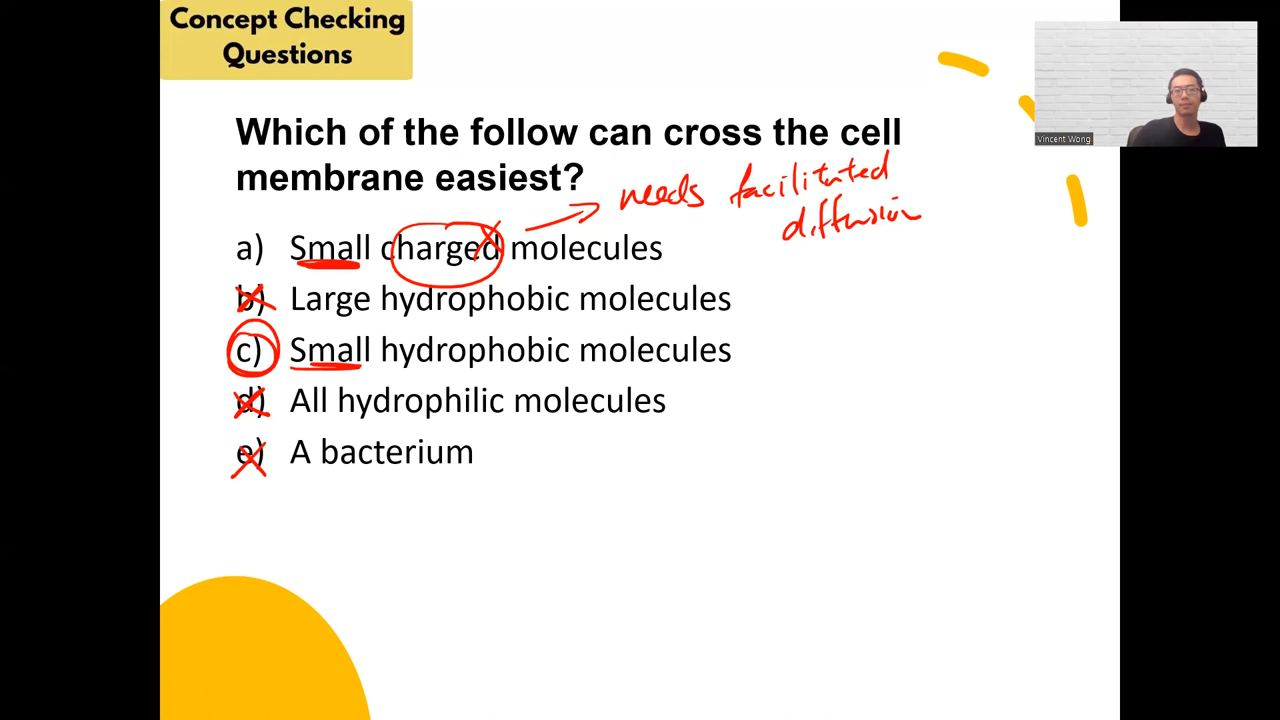 Concept Checking
Questions
Vincent Wong
Which of the follow can cross the cell
membrane easiest?
needs facilitated
diffusion
a) Small charged molecules
b) Large hydrophobic molecules
c) Small hydrophobic molecules
d) All hydrophilic molecules
e) A bacterium